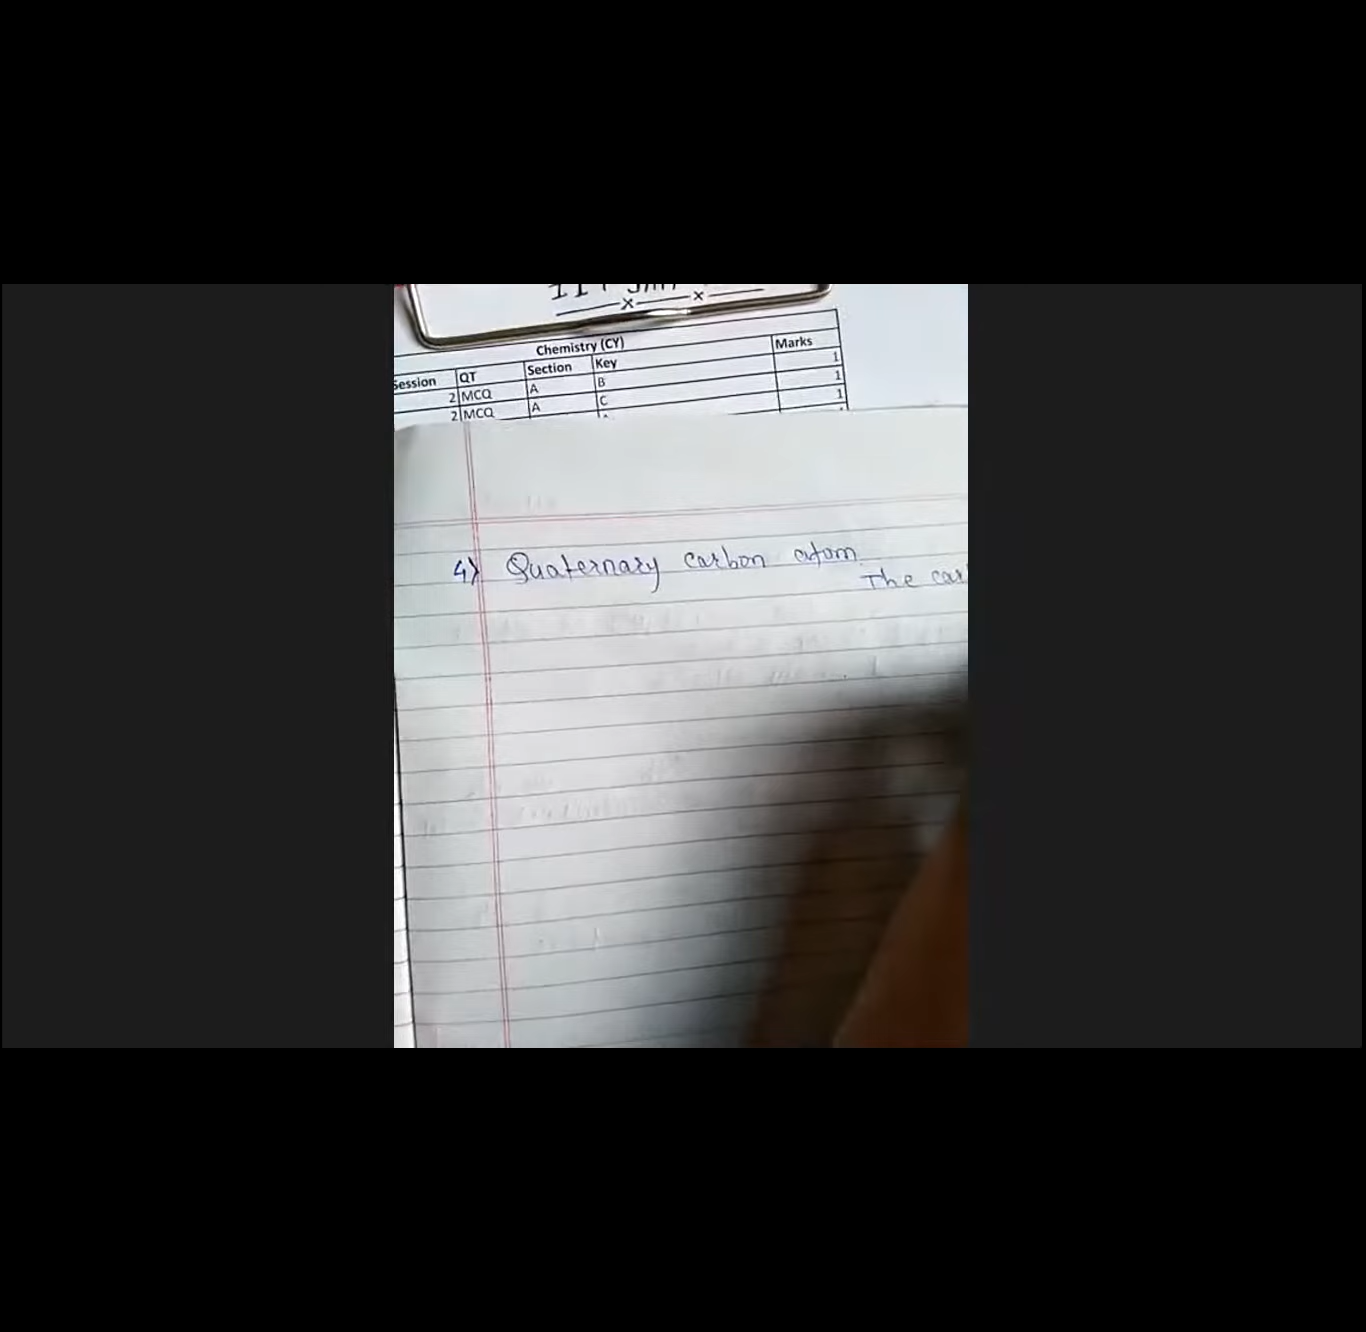 Chemistry (CY)
Session QT Section Key Marks
2 MCQ A B 1
2 MCQ A C 1
1
4) Quaternary carbon atom
The car